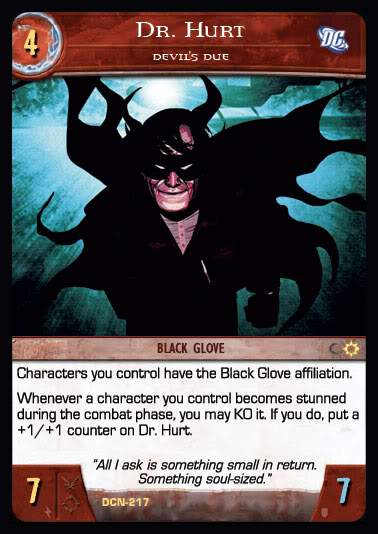 4
DR. HURT
DC
DEVIL'S DUE
BLACK GLOVE
Characters you control have the Black Glove affiliation.
Whenever a character you control becomes stunned
during the combat phase, you may KO it. If you do, put a
+1/+1 counter on Dr. Hurt.
"All I ask is something small in return.
Something soul-sized."
7
DCN-217
7